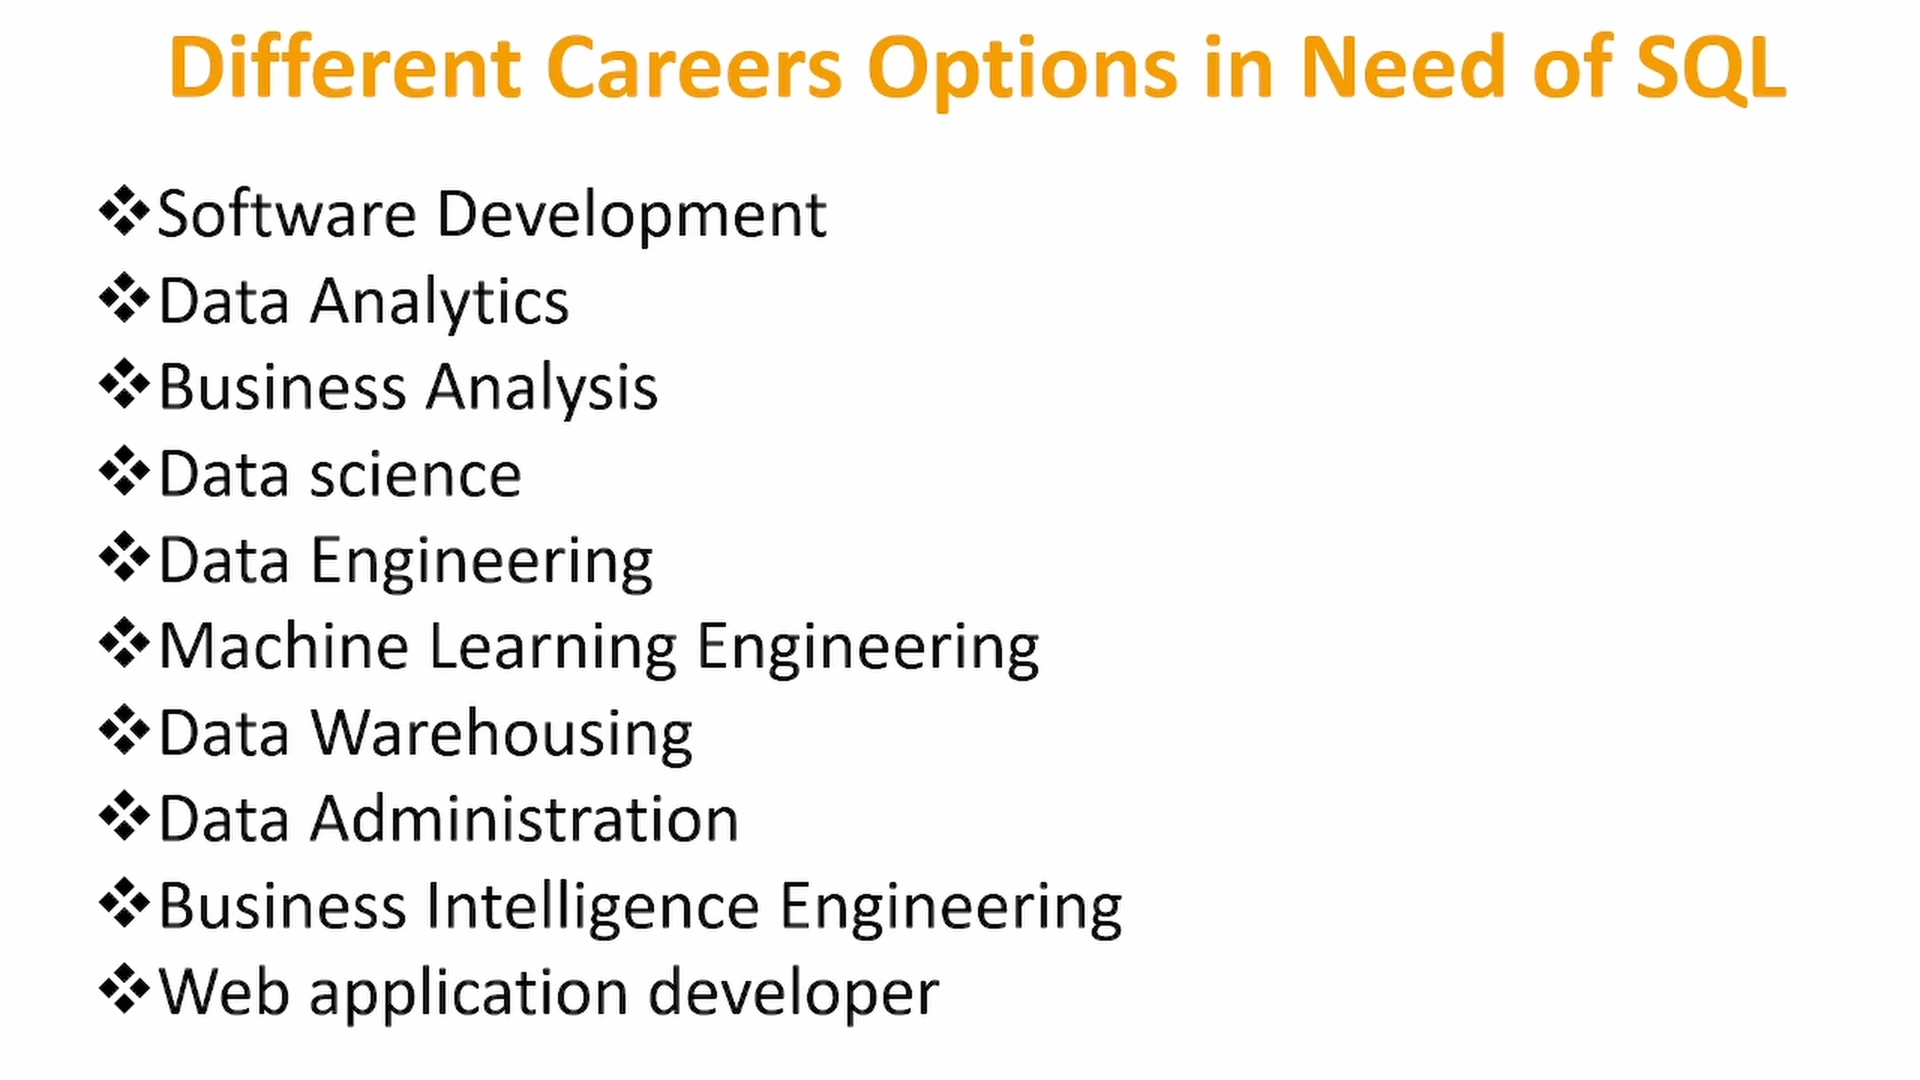 Different Careers Options in Need of SQL
❖Software Development
❖Data Analytics
❖Business Analysis
❖Data science
❖Data Engineering
❖Machine Learning Engineering
❖Data Warehousing
❖Data Administration
❖Business Intelligence Engineering
❖Web application developer